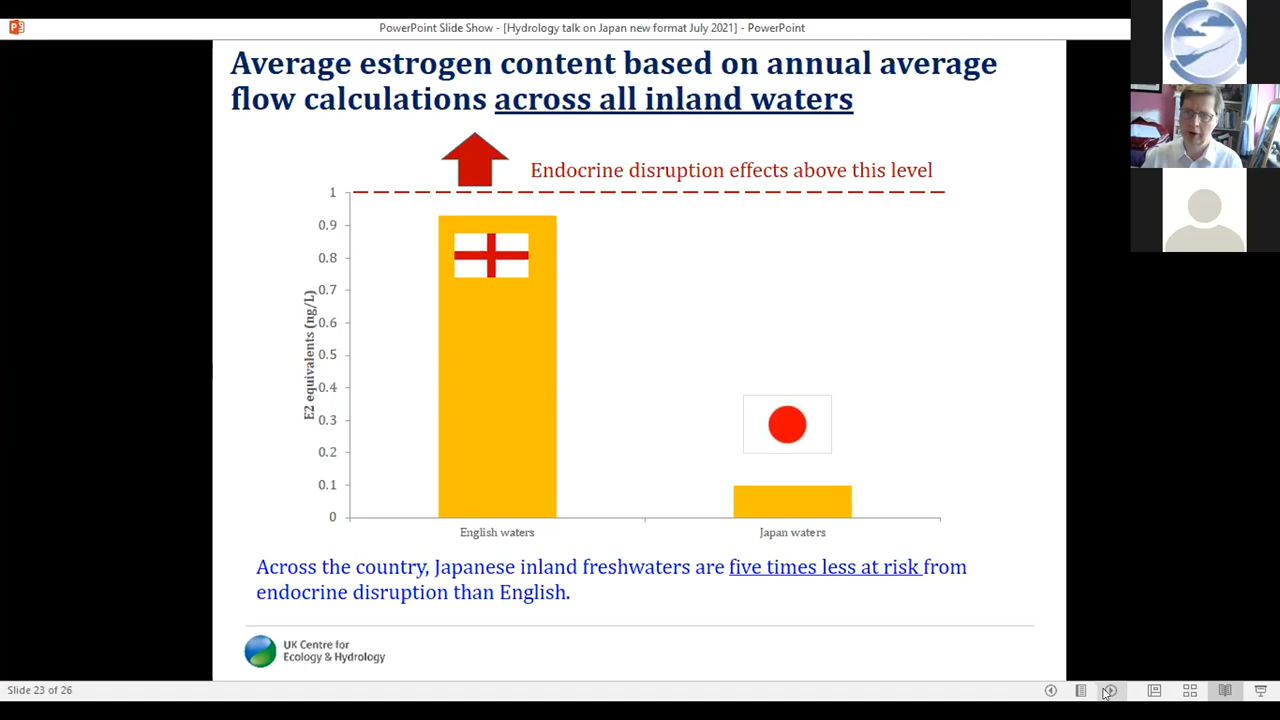 PowerPoint Slide Show - [Hydrology talk on Japan new format July 2021] - PowerPoint
Average estrogen content based on annual average
flow calculations across all inland waters
Endocrine disruption effects above this level
1
0.9
0.8
0.7
0.6
0.5
0.4
0.3
0.2
0.1
0
E2 equivalents (ng/L)
English waters
Japan waters
Across the country, Japanese inland freshwaters are five times less at risk from
endocrine disruption than English.
UK Centre for
Ecology & Hydrology
Slide 23 of 26